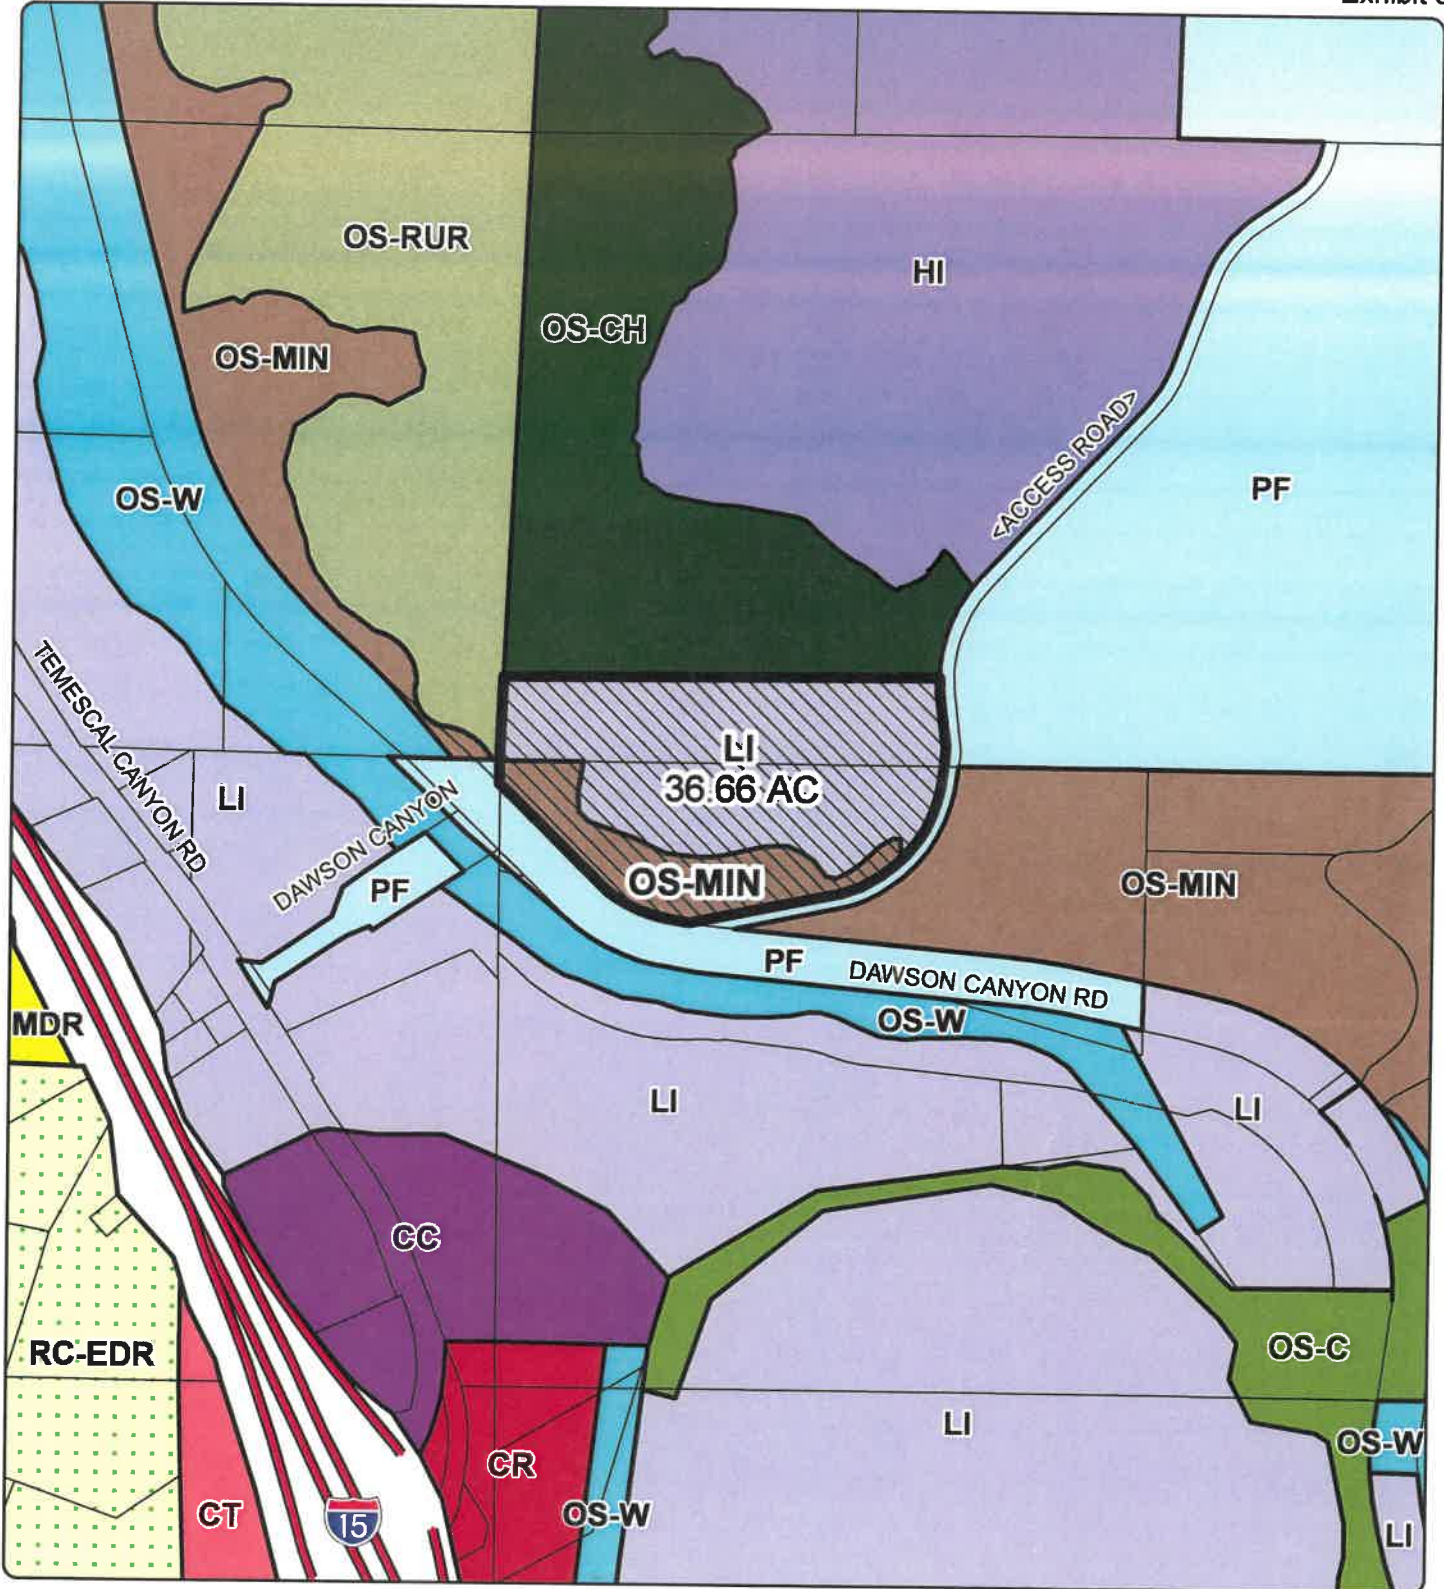 OS-RUR
HI
OS-CH
OS-MIN
<ACCESS ROAD>
PF
OS-W
TEMESCAL CANYON RD
LI
36.66 AC
LI
DAWSON CANYON
PF
OS-MIN
OS-MIN
PF
DAWSON CANYON RD
OS-W
MDR
LI
LI
CC
RC-EDR
OS-C
LI
OS-W
CR
CT
15
OS-W
LI